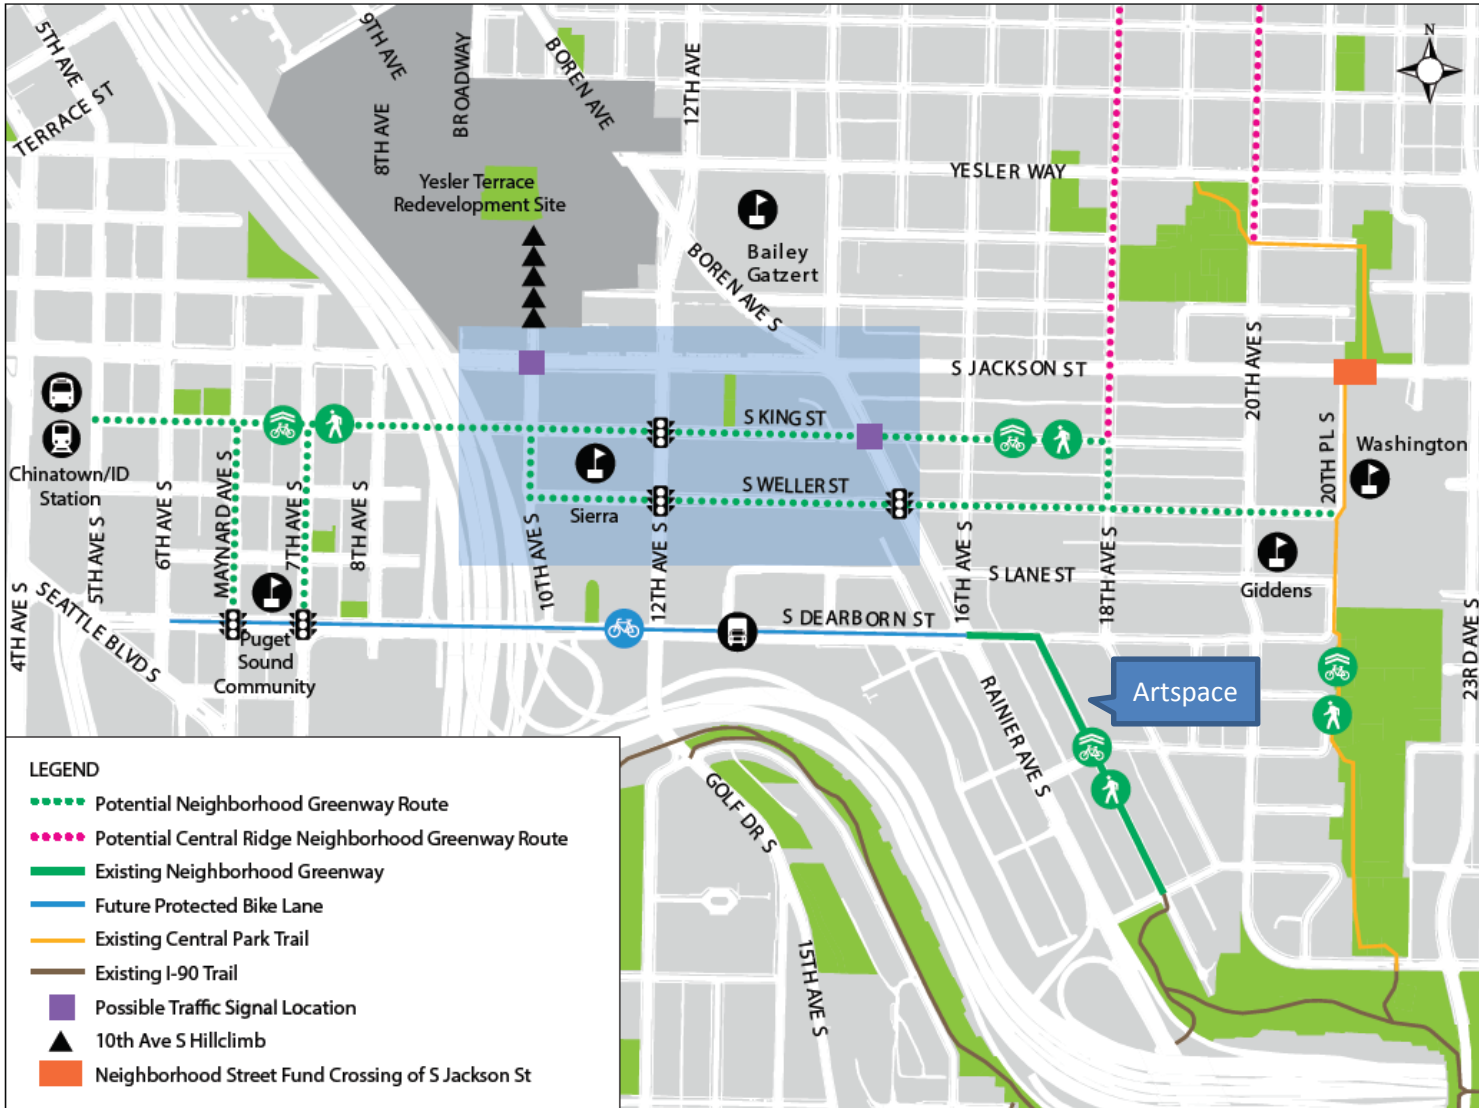 5TH AVE
TERRACE ST
9TH AVE
8TH AVE
BROADWAY
BOREN AVE
12TH AVE
N
YESLER WAY
Yesler Terrace
Redevelopment Site
Bailey
Gatzert
BOREN AVE S
S JACKSON ST
20TH AVE S
S KING ST
20TH PL S
Washington
Chinatown/ID
Station
MAYNARD AVE S
S WELLER ST
Sierra
6TH AVE S
7TH AVE S
8TH AVE S
5TH AVE S
10TH AVE S
12TH AVE S
16TH AVE S
18TH AVE S
S LANE ST
Giddens
4TH AVE S
SEATTLE BLVD S
S DEARBORN ST
23RD AVE S
Puget
Sound
Community
RAINIER AVE S
Artspace
GOLF DR S
15TH AVE S
LEGEND
Potential Neighborhood Greenway Route
Potential Central Ridge Neighborhood Greenway Route
Existing Neighborhood Greenway
Future Protected Bike Lane
Existing Central Park Trail
Existing I-90 Trail
Possible Traffic Signal Location
10th Ave S Hillclimb
Neighborhood Street Fund Crossing of S Jackson St